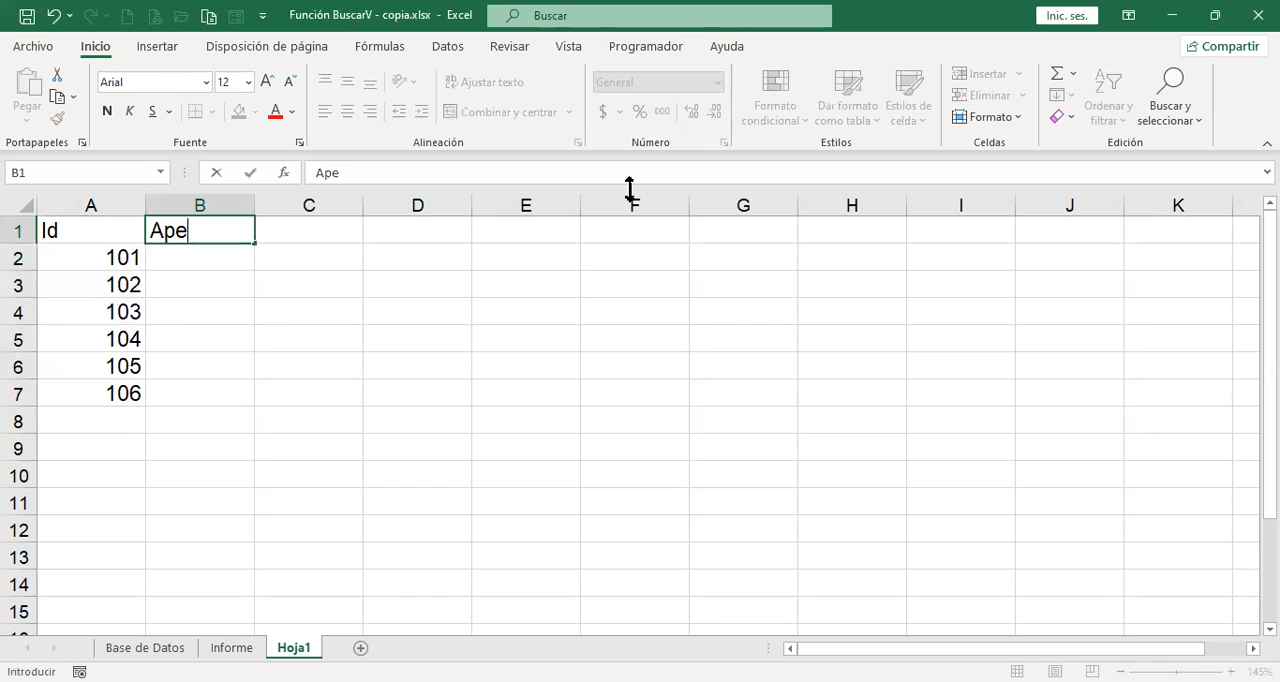 Función BuscarV - copia.xlsx - Excel
Buscar
Inic. ses.
Archivo Inicio Insertar Disposición de página Fórmulas Datos Revisar Vista Programador Ayuda
Compartir
Pegar
Arial 12
N K S
Ajustar texto
Combinar y centrar
General
$ % 000
Formato condicional
Dar formato como tabla
Estilos de celda
Insertar
Eliminar
Formato
Ordenar y filtrar
Buscar y seleccionar
Portapapeles Fuente Alineación Número Estilos Celdas Edición
B1 fx Ape
A B C D E F G H I J K
1 Id Ape
2 101
3 102
4 103
5 104
6 105
7 106
8
9
10
11
12
13
14
15
Base de Datos Informe Hoja1
Introducir
145%